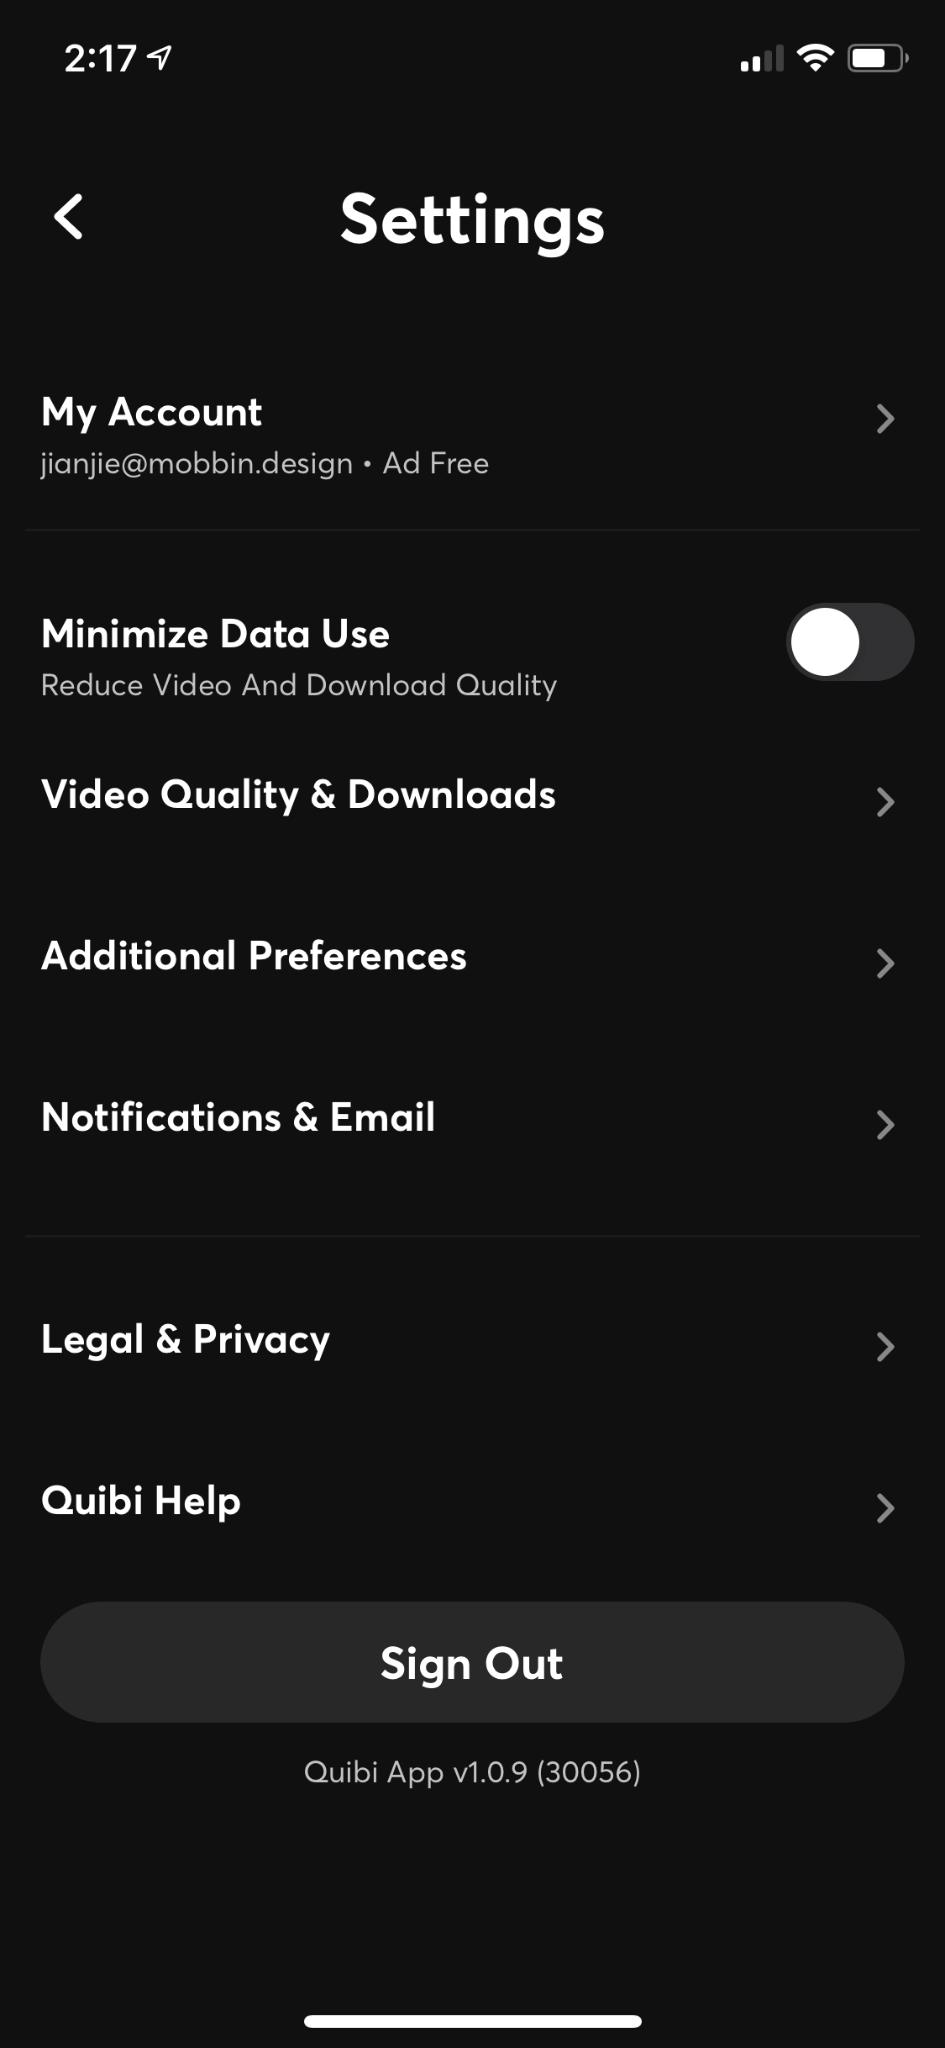 2:17
Settings
My Account
jianjie@mobbin.design • Ad Free
Minimize Data Use
Reduce Video And Download Quality
Video Quality & Downloads
Additional Preferences
Notifications & Email
Legal & Privacy
Quibi Help
Sign Out
Quibi App v1.0.9 (30056)